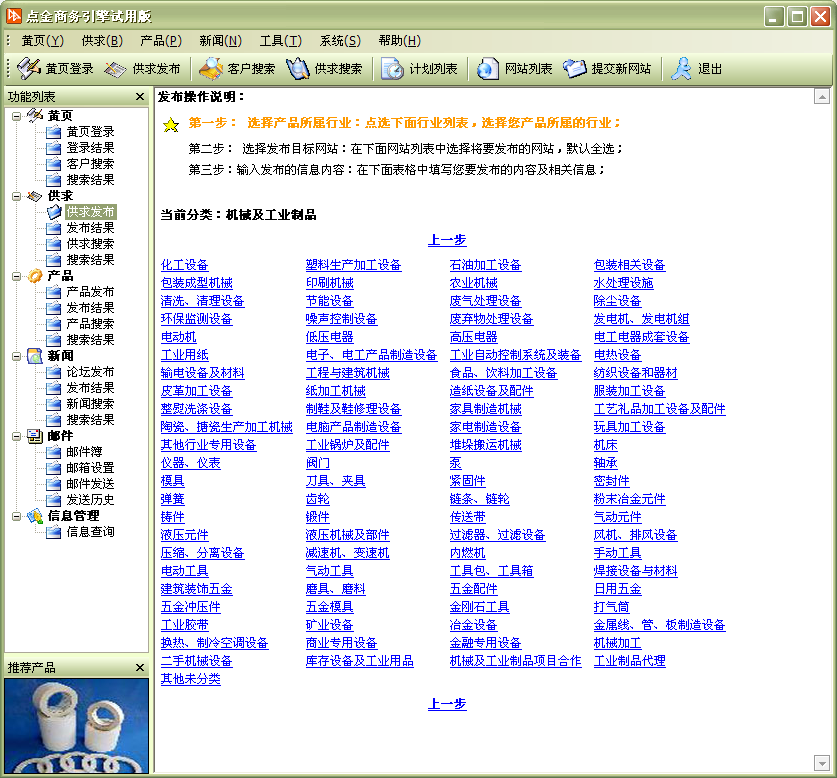 点全商务引擎试用版
黄页(Y) 供求(B) 产品(P) 新闻(N) 工具(T) 系统(S) 帮助(H)
黄页登录 供求发布 客户搜索 供求搜索 计划列表 网站列表 提交新网站 退出
功能列表
黄页
黄页登录
登录结果
客户搜索
搜索结果
供求
供求发布
发布结果
供求搜索
搜索结果
产品
产品发布
发布结果
产品搜索
搜索结果
新闻
论坛发布
发布结果
新闻搜索
搜索结果
邮件
邮件簿
邮箱设置
邮件发送
发送历史
信息管理
信息查询
推荐产品
发布操作说明：
第一步： 选择产品所属行业：点选下面行业列表，选择您产品所属的行业；
第二步： 选择发布目标网站：在下面网站列表中选择将要发布的网站，默认全选；
第三步：输入发布的信息内容：在下面表格中填写您要发布的内容及相关信息；
当前分类：机械及工业制品
上一步
化工设备 塑料生产加工设备 石油加工设备 包装相关设备
包装成型机械 印刷机械 农业机械 水处理设施
清洗、清理设备 节能设备 废气处理设备 除尘设备
环保监测设备 噪声控制设备 废弃物处理设备 发电机、发电机组
电动机 低压电器 高压电器 电工电器成套设备
工业用纸 电子、电工产品制造设备 工业自动控制系统及装备 电热设备
输电设备及材料 工程与建筑机械 食品、饮料加工设备 纺织设备和器材
皮革加工设备 纸加工机械 造纸设备及配件 服装加工设备
整熨洗涤设备 制鞋及鞋修理设备 家具制造机械 工艺礼品加工设备及配件
陶瓷、搪瓷生产加工机械 电脑产品制造设备 家电制造设备 玩具加工设备
其他行业专用设备 工业锅炉及配件 堆垛搬运机械 机床
仪器、仪表 阀门 泵 轴承
模具 刀具、夹具 紧固件 密封件
弹簧 齿轮 链条、链轮 粉末冶金元件
铸件 锻件 传送带 气动元件
液压元件 液压机械及部件 过滤器、过滤设备 风机、排风设备
压缩、分离设备 减速机、变速机 内燃机 手动工具
电动工具 气动工具 工具包、工具箱 焊接设备与材料
建筑装饰五金 磨具、磨料 五金配件 日用五金
五金冲压件 五金模具 金刚石工具 打气筒
工业胶带 矿业设备 冶金设备 金属线、管、板制造设备
换热、制冷空调设备 商业专用设备 金融专用设备 机械加工
二手机械设备 库存设备及工业用品 机械及工业制品项目合作 工业制品代理
其他未分类
上一步